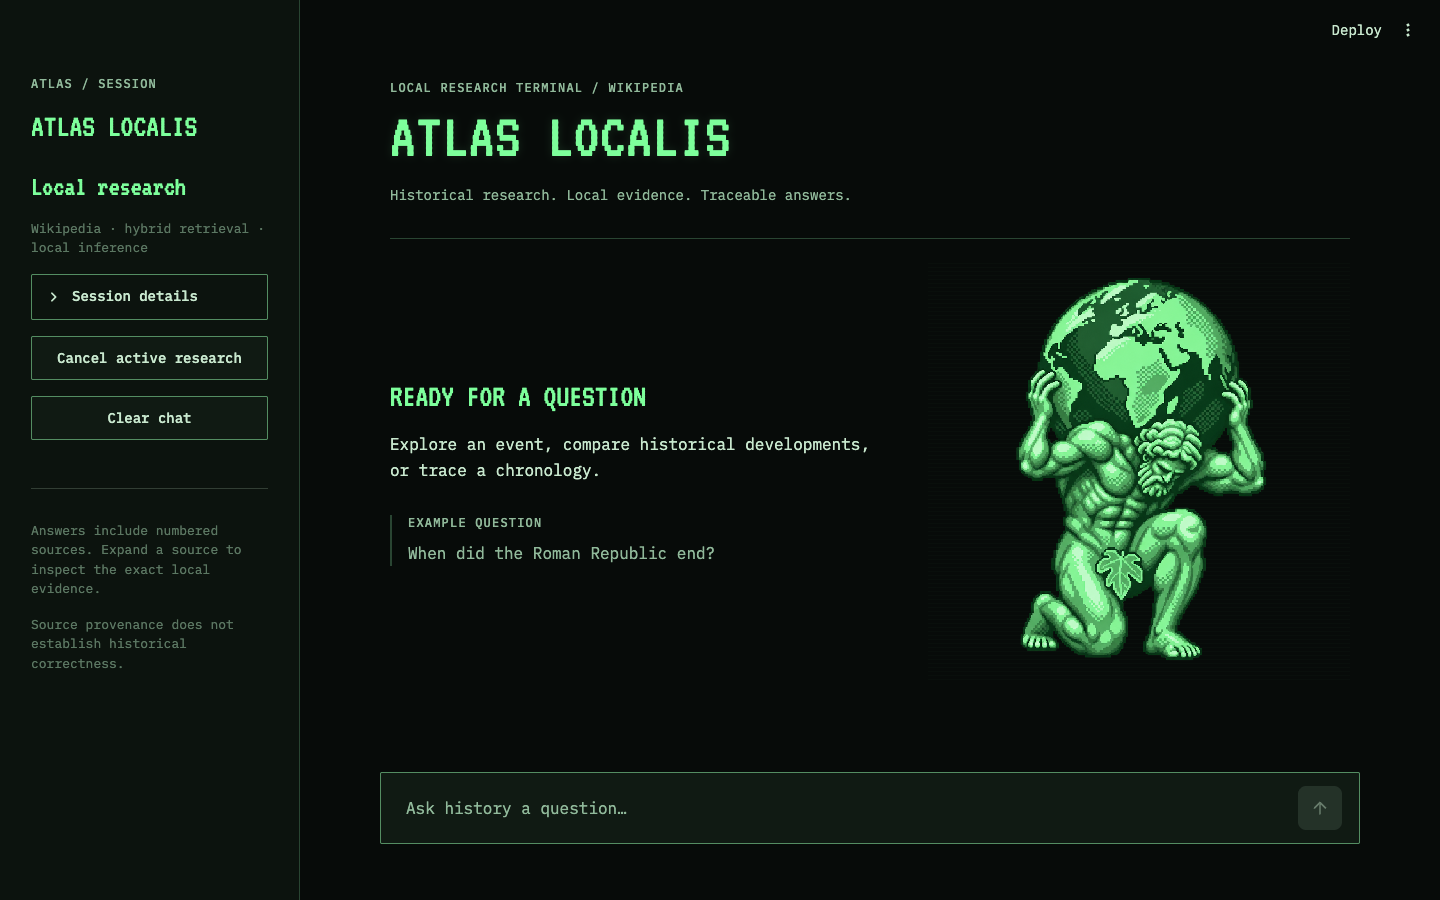 Deploy
ATLAS / SESSION
ATLAS LOCALIS
Local research
Wikipedia · hybrid retrieval ·
local inference
Session details
Cancel active research
Clear chat
Answers include numbered
sources. Expand a source to
inspect the exact local
evidence.
Source provenance does not
establish historical
correctness.
LOCAL RESEARCH TERMINAL / WIKIPEDIA
ATLAS LOCALIS
Historical research. Local evidence. Traceable answers.
READY FOR A QUESTION
Explore an event, compare historical developments,
or trace a chronology.
EXAMPLE QUESTION
When did the Roman Republic end?
Ask history a question…